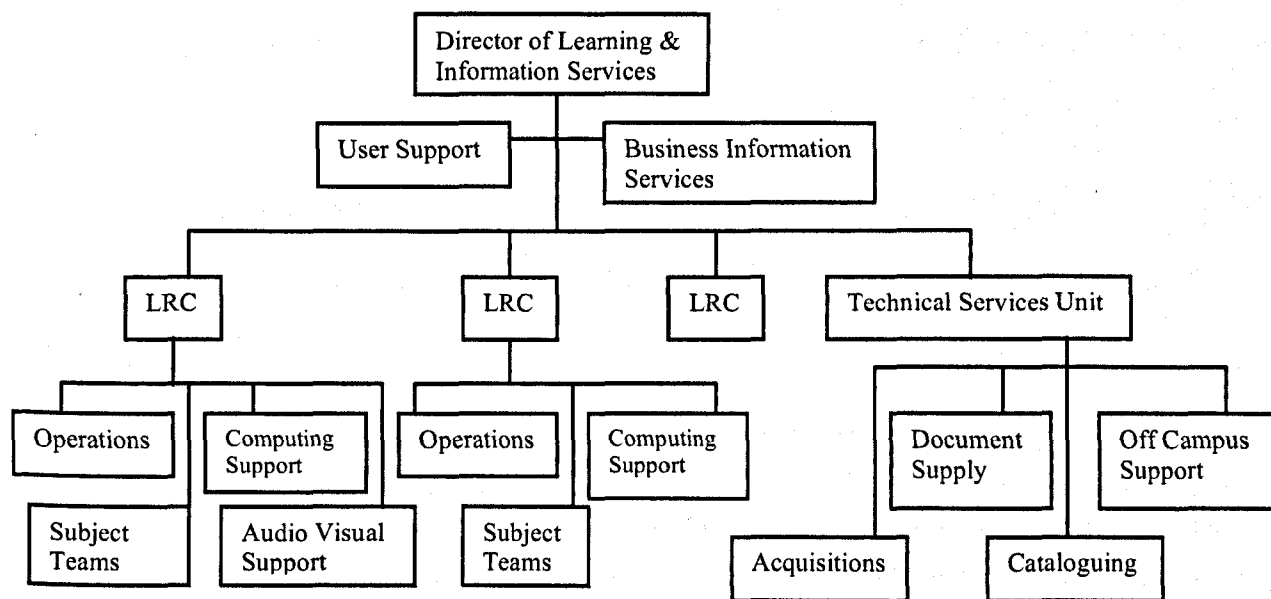 Director of Learning &
Information Services
User Support
Business Information
Services
LRC
LRC
LRC
Technical Services Unit
Operations
Computing
Support
Operations
Computing
Support
Document
Supply
Off Campus
Support
Subject
Teams
Audio Visual
Support
Subject
Teams
Acquisitions
Cataloguing